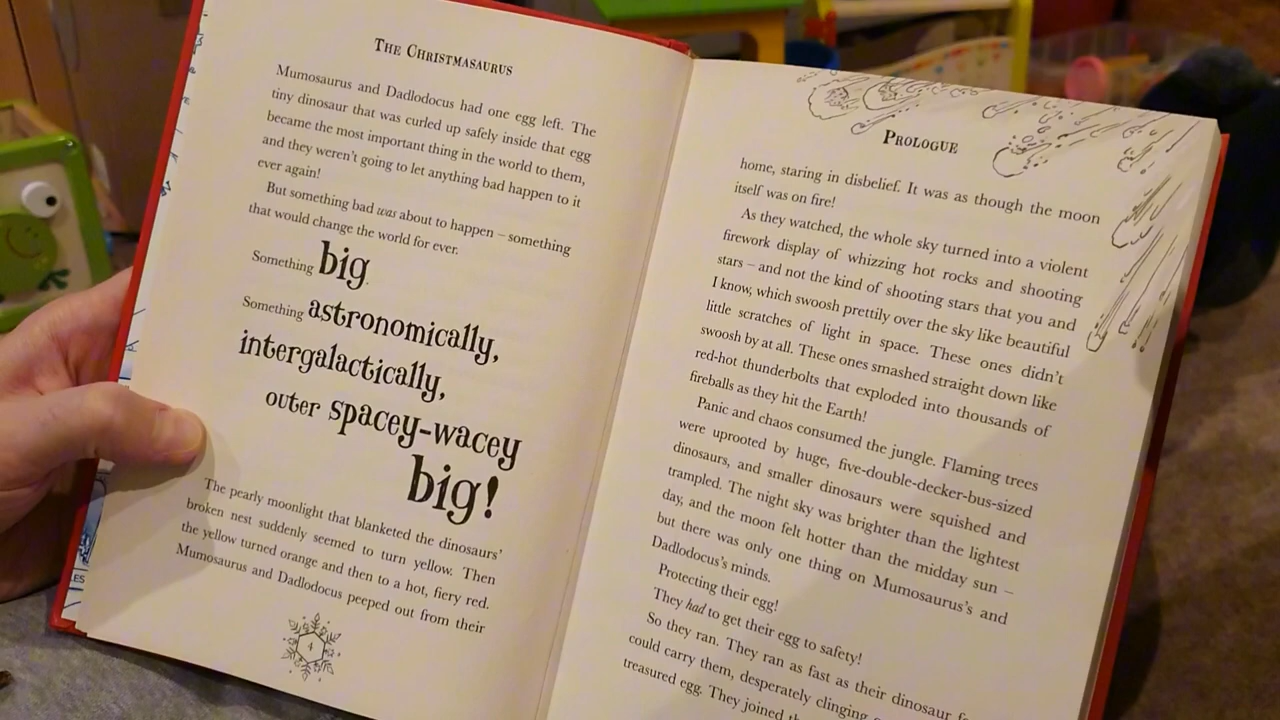 The Christmasaurus
Mumosaurus and Dadlodocus had one egg left. The
tiny dinosaur that was curled up safely inside that egg
became the most important thing in the world to them,
and they weren't going to let anything bad happen to it
ever again!
But something bad was about to happen – something
that would change the world for ever.
Something big.
Something astronomically,
intergalactically,
outer spacey-wacey
big!
The pearly moonlight that blanketed the dinosaurs'
broken nest suddenly seemed to turn yellow. Then
the yellow turned orange and then to a hot, fiery red.
Mumosaurus and Dadlodocus peeped out from their
4
LES
Prologue
home, staring in disbelief. It was as though the moon
itself was on fire!
As they watched, the whole sky turned into a violent
firework display of whizzing hot rocks and shooting
stars – and not the kind of shooting stars that you and
I know, which swoosh prettily over the sky like beautiful
little scratches of light in space. These ones didn't
swoosh by at all. These ones smashed straight down like
red-hot thunderbolts that exploded into thousands of
fireballs as they hit the Earth!
Panic and chaos consumed the jungle. Flaming trees
were uprooted by huge, five-double-decker-bus-sized
dinosaurs, and smaller dinosaurs were squished and
trampled. The night sky was brighter than the lightest
day, and the moon felt hotter than the midday sun –
but there was only one thing on Mumosaurus's and
Dadlodocus's minds.
Protecting their egg!
They had to get their egg to safety!
So they ran. They ran as fast as their dinosaur
could carry them, desperately clinging
treasured egg. They joined